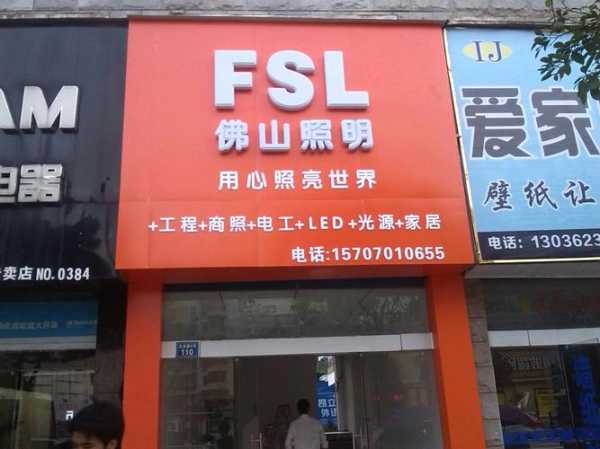 FSL
佛山照明
用心照亮世界
+工程+商照+电工+LED+光源+家居
电话:15707010655
AM
电器
卖店NO.0384
IJ
爱家
壁纸让
电话: 1303623
110